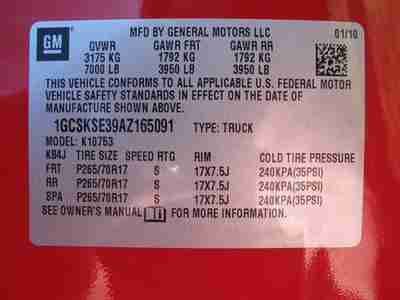 GM
MFD BY GENERAL MOTORS LLC
01/10
GVWR GAWR FRT GAWR RR
3175 KG 1792 KG 1792 KG
7000 LB 3950 LB 3950 LB
THIS VEHICLE CONFORMS TO ALL APPLICABLE U.S. FEDERAL MOTOR
VEHICLE SAFETY STANDARDS IN EFFECT ON THE DATE OF
MANUFACTURE SHOWN ABOVE.
1GCSKSE39AZ165091 TYPE: TRUCK
MODEL: K10753
KB4J TIRE SIZE SPEED RTG RIM COLD TIRE PRESSURE
FRT P265/70R17 S 17X7.5J 240KPA(35PSI)
RR P265/70R17 S 17X7.5J 240KPA(35PSI)
SPA P265/70R17 S 17X7.5J 240KPA(35PSI)
SEE OWNER'S MANUAL FOR MORE INFORMATION.